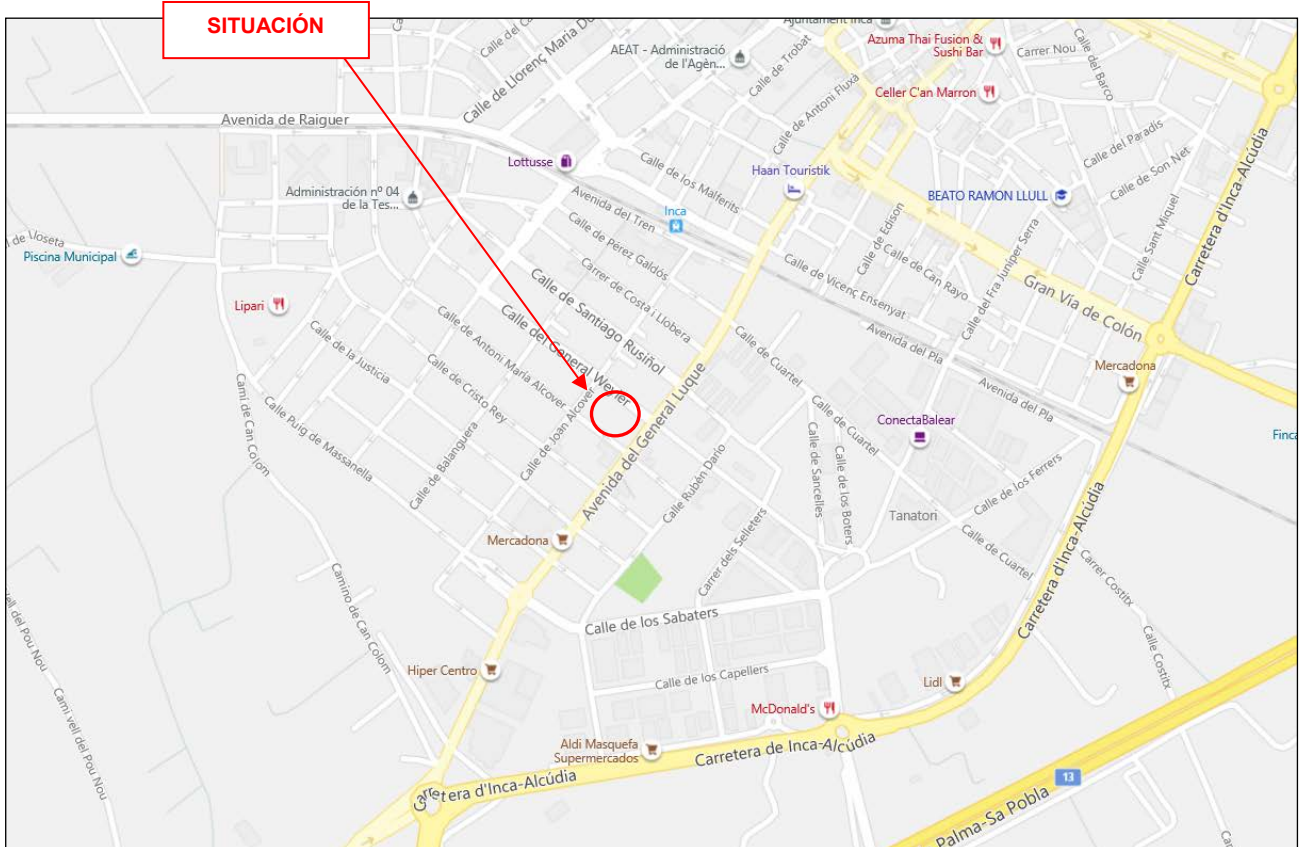 SITUACIÓN
Ajuntament Inca
Calle de Llorenç Maria
AEAT - Administració
de l'Agèn...
Calle de Trobat
Azuma Thai Fusion &
Sushi Bar
Carrer Nou
Calle del Barco
Celler C'an Marron
Calle de Antoni Fluxa
Avenida de Raiguer
Lottusse
Calle de los Malferits
Haan Touristik
Calle del Paradis
Calle de Son Net
BEATO RAMON LLULL
Carretera d'Inca-Alcúdia
Administración nº 04
de la Tes...
Avenida del Tren
Inca
Calle de Edison
Calle Sant Miquel
Calle de Perez Galdós
Calle del Fra Juniper Serra
Piscina Municipal
Carrer de Costa i Llobera
Calle de Vicenç Ensenyat
Calle de Can Rayo
Gran Vía de Colón
Lipari
Calle de Santiago Rusiñol
Calle del General Weyler
Calle de Antoni Maria Alcover
Calle de la Justicia
Calle de Cuartel
Avenida del Pla
Mercadona
Calle de Cristo Rey
Avenida del Pla
Cami de Can Colom
Calle Puig de Massanella
Calle de Balanguera
Calle de Joan Alcover
Avenida del General Luque
Calle de Cuartel
ConectaBalear
Finca
Calle Rubén Dario
Calle de Sancelles
Calle de los Boters
Calle de los Ferrers
Tanatori
Mercadona
Carrer dels Selleters
Calle de Cuartel
Carretera d'Inca-Alcúdia
Carrer Costitx
Camino de Can Colom
Calle de los Sabaters
Calle Costitx
Hiper Centro
Calle de los Capellers
Lidl
McDonald's
Cami vell del Pou Nou
Aldi Masquefa
Supermercados
Carretera de Inca-Alcúdia
Carretera d'Inca-Alcúdia
13
Palma-Sa Pobla